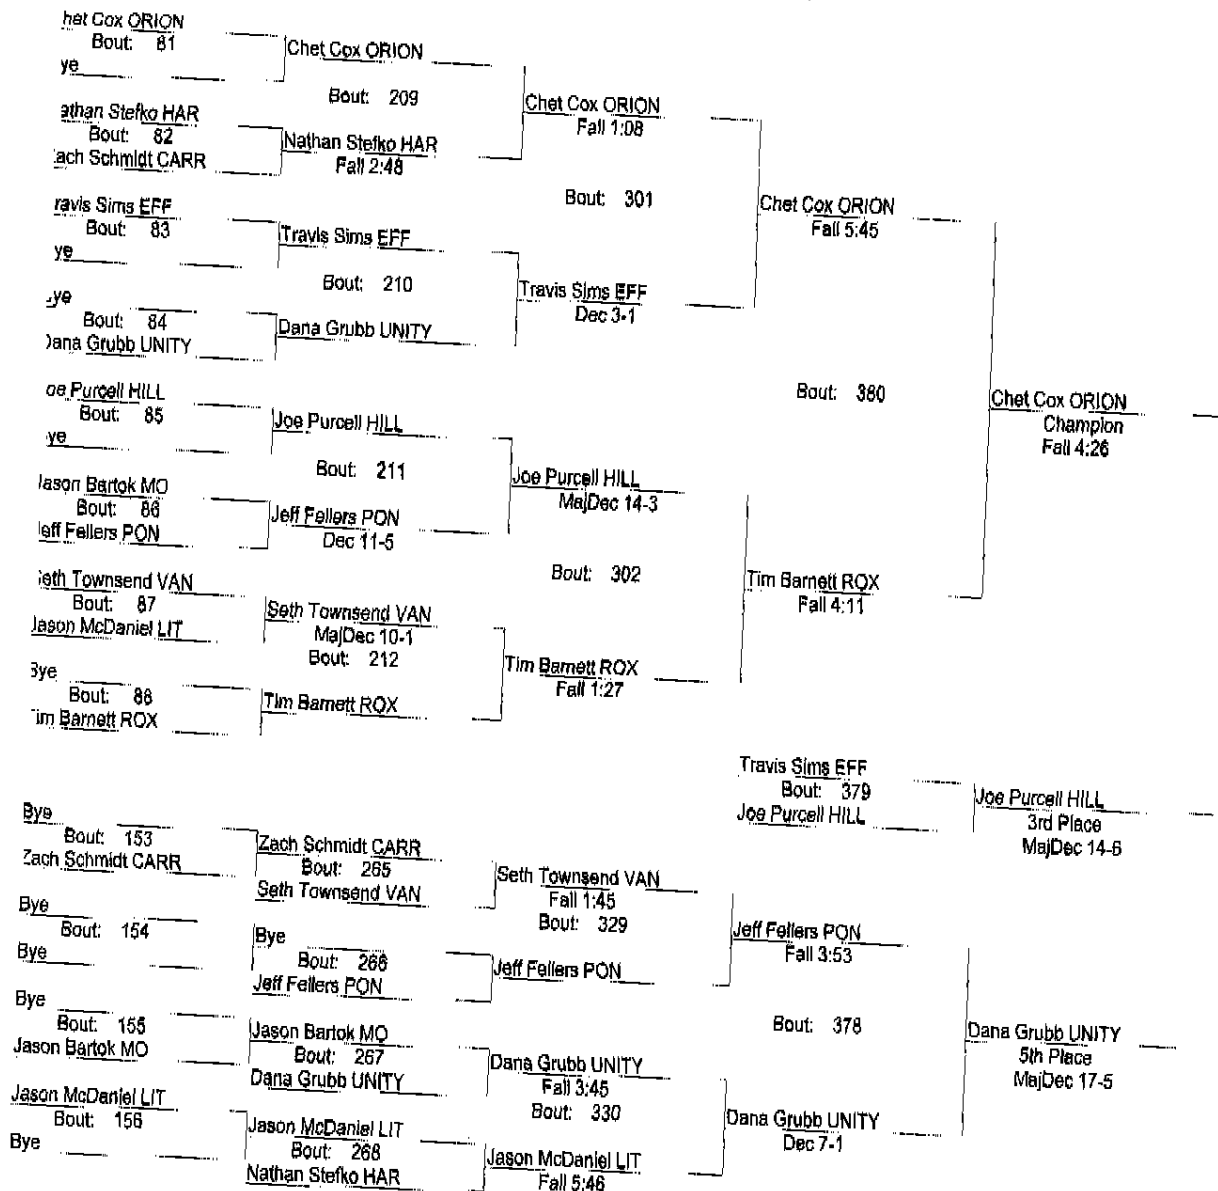 het Cox ORION
Bout: 81
ye
Chet Cox ORION
Bout: 209
athan Stefko HAR
Bout: 82
ach Schmidt CARR
Nathan Stefko HAR
Fall 2:48
Chet Cox ORION
Fall 1:08
ravis Sims EFF
Bout: 83
ye
Travis Sims EFF
Bout: 210
ye
Bout: 84
ana Grubb UNITY
Dana Grubb UNITY
Travis Sims EFF
Dec 3-1
Bout: 301
Chet Cox ORION
Fall 5:45
oe Purcell HILL
Bout: 85
ye
Joe Purcell HILL
Bout: 211
Jason Bartok MO
Bout: 86
Jeff Fellers PON
Jeff Fellers PON
Dec 11-5
Joe Purcell HILL
MajDec 14-3
Seth Townsend VAN
Bout: 87
Jason McDaniel LIT
Seth Townsend VAN
MajDec 10-1
Bout: 212
Bye
Bout: 88
Tim Barnett ROX
Tim Barnett ROX
Tim Barnett ROX
Fall 1:27
Bout: 302
Tim Barnett ROX
Fall 4:11
Bout: 380
Chet Cox ORION
Champion
Fall 4:26
Travis Sims EFF
Bout: 379
Joe Purcell HILL
Joe Purcell HILL
3rd Place
MajDec 14-6
Bye
Bout: 153
Zach Schmidt CARR
Zach Schmidt CARR
Bout: 265
Seth Townsend VAN
Seth Townsend VAN
Fall 1:45
Bout: 329
Bye
Bout: 154
Bye
Bye
Bout: 266
Jeff Fellers PON
Jeff Fellers PON
Jeff Fellers PON
Fall 3:53
Bye
Bout: 155
Jason Bartok MO
Jason Bartok MO
Bout: 267
Dana Grubb UNITY
Dana Grubb UNITY
Fall 3:45
Bout: 330
Jason McDaniel LIT
Bout: 156
Bye
Jason McDaniel LIT
Bout: 268
Nathan Stefko HAR
Jason McDaniel LIT
Fall 5:46
Dana Grubb UNITY
Dec 7-1
Bout: 378
Dana Grubb UNITY
5th Place
MajDec 17-5